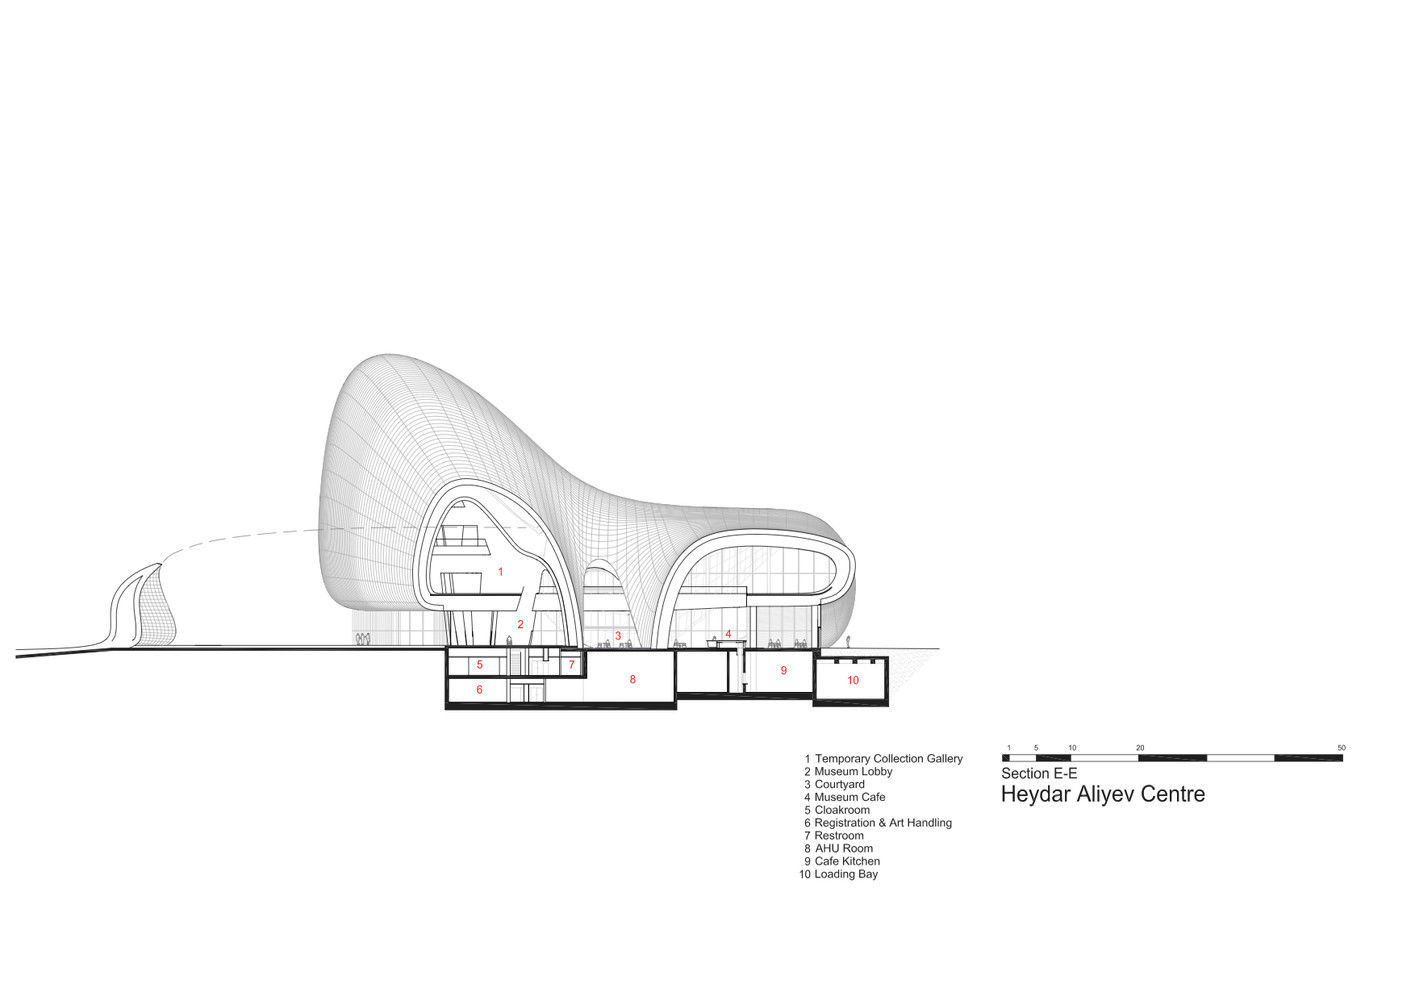 1
2
3
4
5
7
6
8
9
10
1 Temporary Collection Gallery
2 Museum Lobby
3 Courtyard
4 Museum Cafe
5 Cloakroom
6 Registration & Art Handling
7 Restroom
8 AHU Room
9 Cafe Kitchen
10 Loading Bay
1 5 10 20 50
Section E-E
Heydar Aliyev Centre